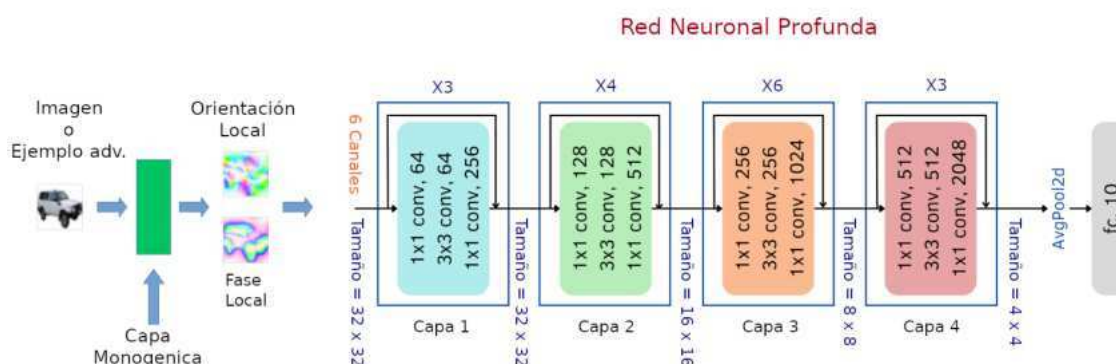 Red Neuronal Profunda
Imagen
o
Ejemplo adv.
Orientación
Local
Fase
Local
Capa
Monogenica
6 Canales
Tamaño = 32 x 32
X3
1x1 conv, 64
3x3 conv, 64
1x1 conv, 256
Capa 1
Tamaño = 32 x 32
X4
1x1 conv, 128
3x3 conv, 128
1x1 conv, 512
Capa 2
Tamaño = 16 x 16
X6
1x1 conv, 256
3x3 conv, 256
1x1 conv, 1024
Capa 3
Tamaño = 8 x 8
X3
1x1 conv, 512
3x3 conv, 512
1x1 conv, 2048
Capa 4
Tamaño = 4 x 4
AvgPool2d
fc, 10